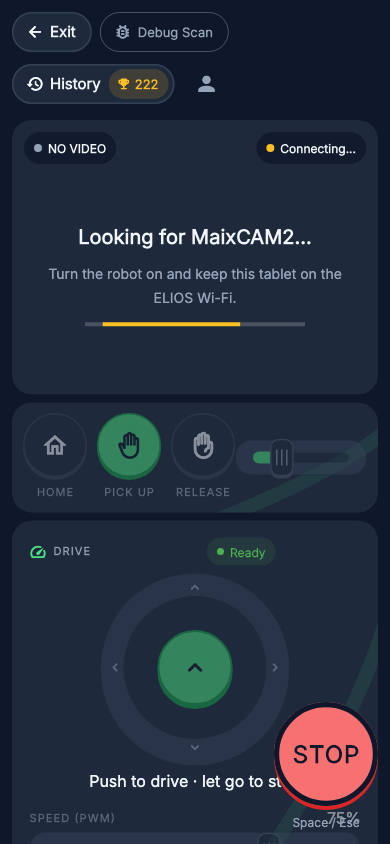 Exit
Debug Scan
History
222
NO VIDEO
Connecting...
Looking for MaixCAM2...
Turn the robot on and keep this tablet on the
ELIOS Wi-Fi.
HOME
PICK UP
RELEASE
DRIVE
Ready
STOP
Push to drive · let go to
SPEED (PWM)
75%
Space / Esc